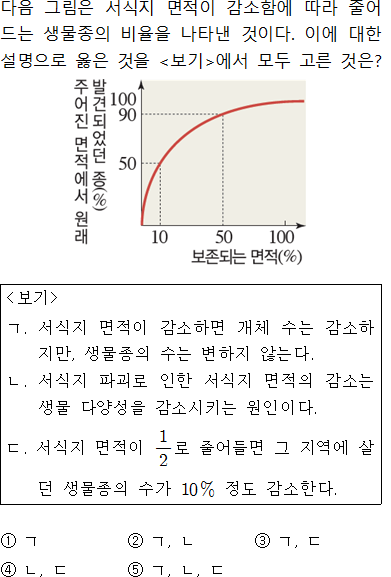 다음 그림은 서식지 면적이 감소함에 따라 줄어
드는 생물종의 비율을 나타낸 것이다. 이에 대한
설명으로 옳은 것을 <보기>에서 모두 고른 것은?
주어진 면적에서 원래
발견되었던 종(%)
100
90
50
10 50 100
보존되는 면적(%)
<보기>
ㄱ. 서식지 면적이 감소하면 개체 수는 감소하
지만, 생물종의 수는 변하지 않는다.
ㄴ. 서식지 파괴로 인한 서식지 면적의 감소는
생물 다양성을 감소시키는 원인이다.
ㄷ. 서식지 면적이 1/2로 줄어들면 그 지역에 살
던 생물종의 수가 10% 정도 감소한다.
① ㄱ ② ㄱ, ㄴ ③ ㄱ, ㄷ
④ ㄴ, ㄷ ⑤ ㄱ, ㄴ, ㄷ